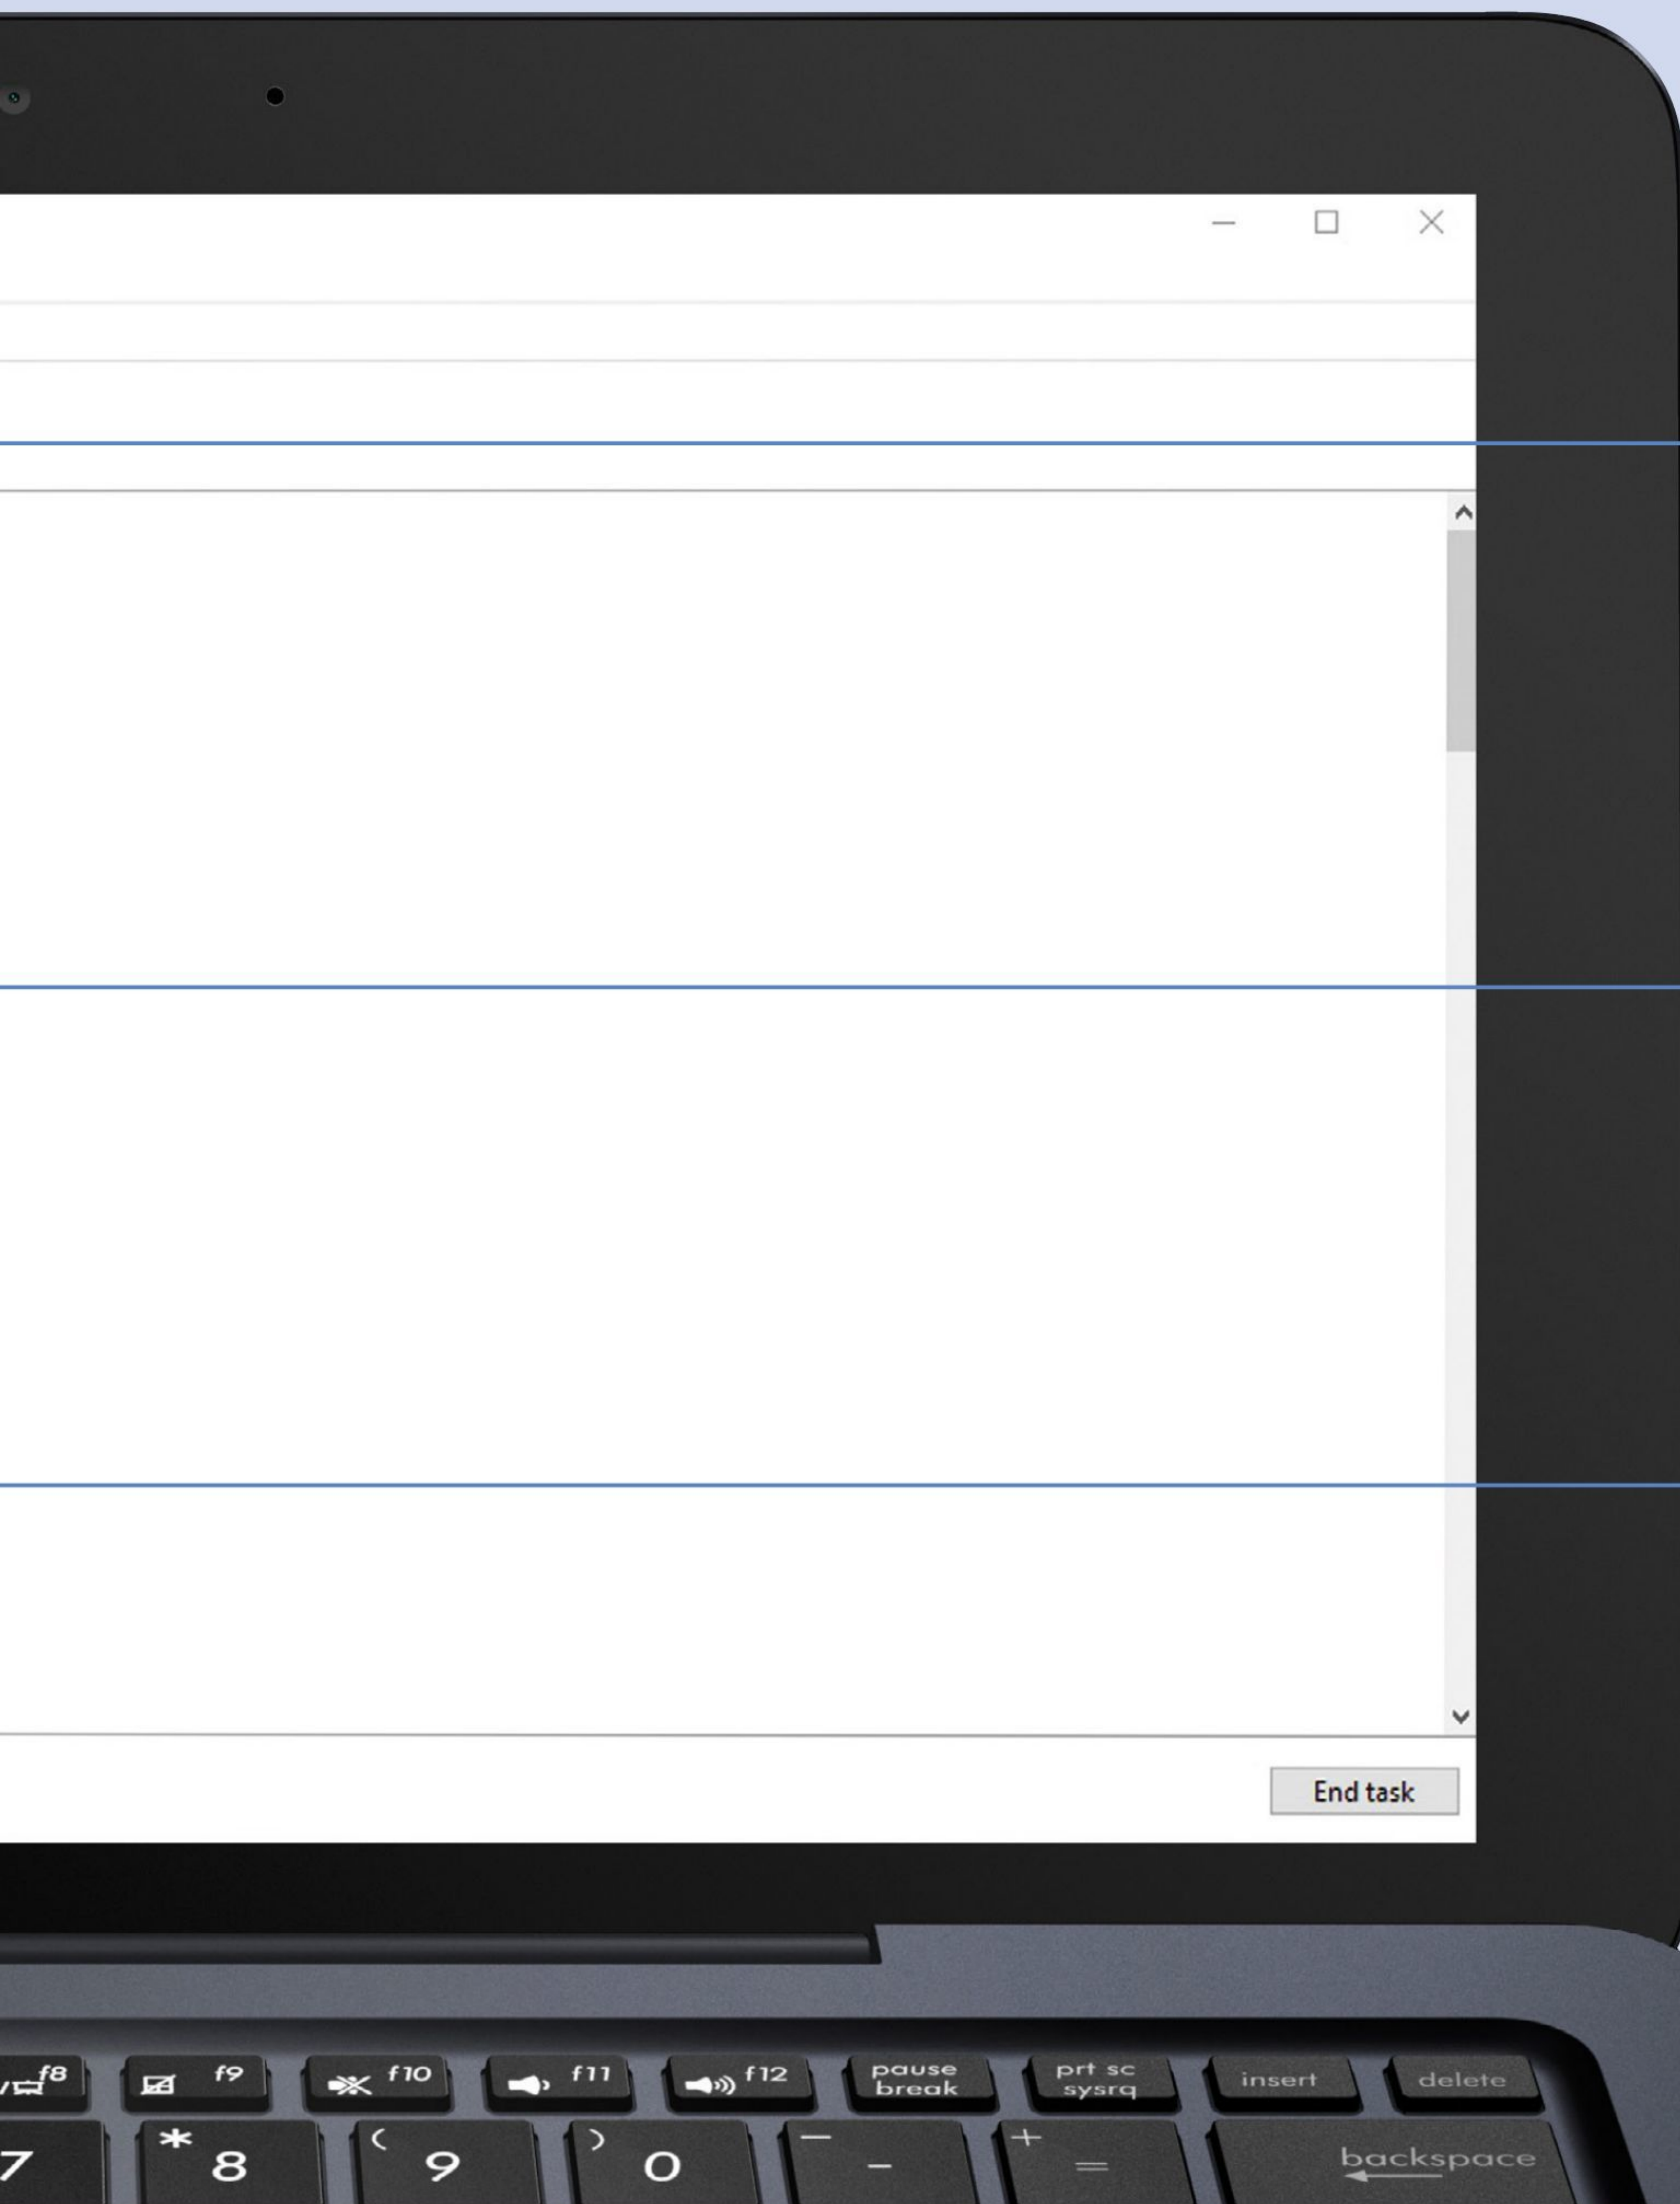 End task
f8 f9 f10 f11 f12 pause break prt sc sysrq insert delete
7 * 8 ( 9 ) 0 — - + = backspace